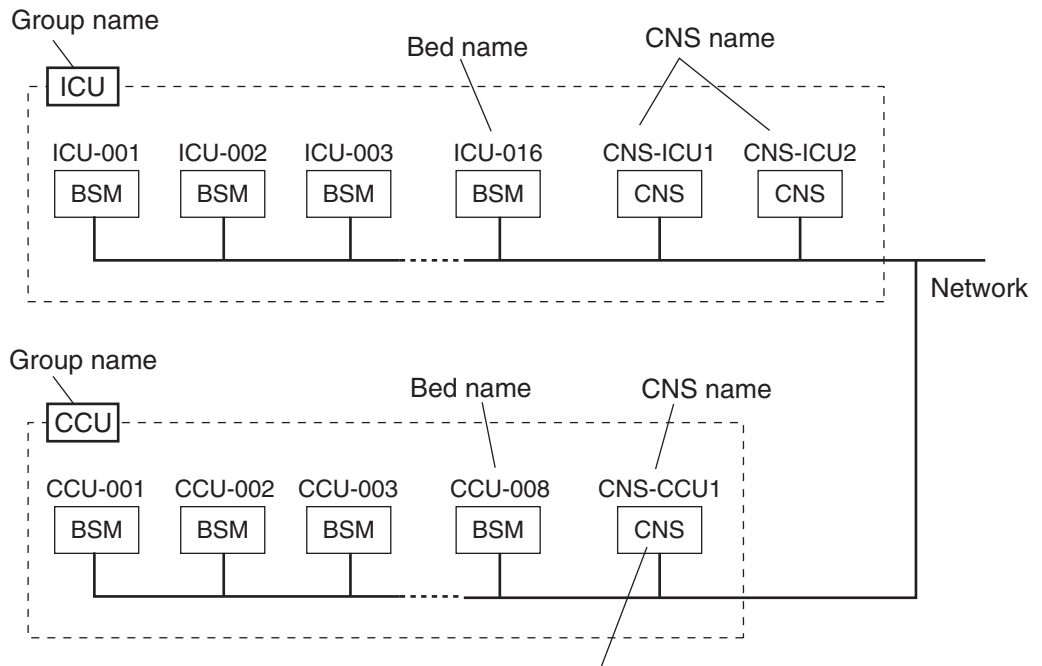 Group name
Bed name
CNS name
ICU
ICU-001 ICU-002 ICU-003 ICU-016 CNS-ICU1 CNS-ICU2
BSM BSM BSM BSM CNS CNS
Network
Group name
Bed name
CNS name
CCU
CCU-001 CCU-002 CCU-003 CCU-008 CNS-CCU1
BSM BSM BSM BSM CNS